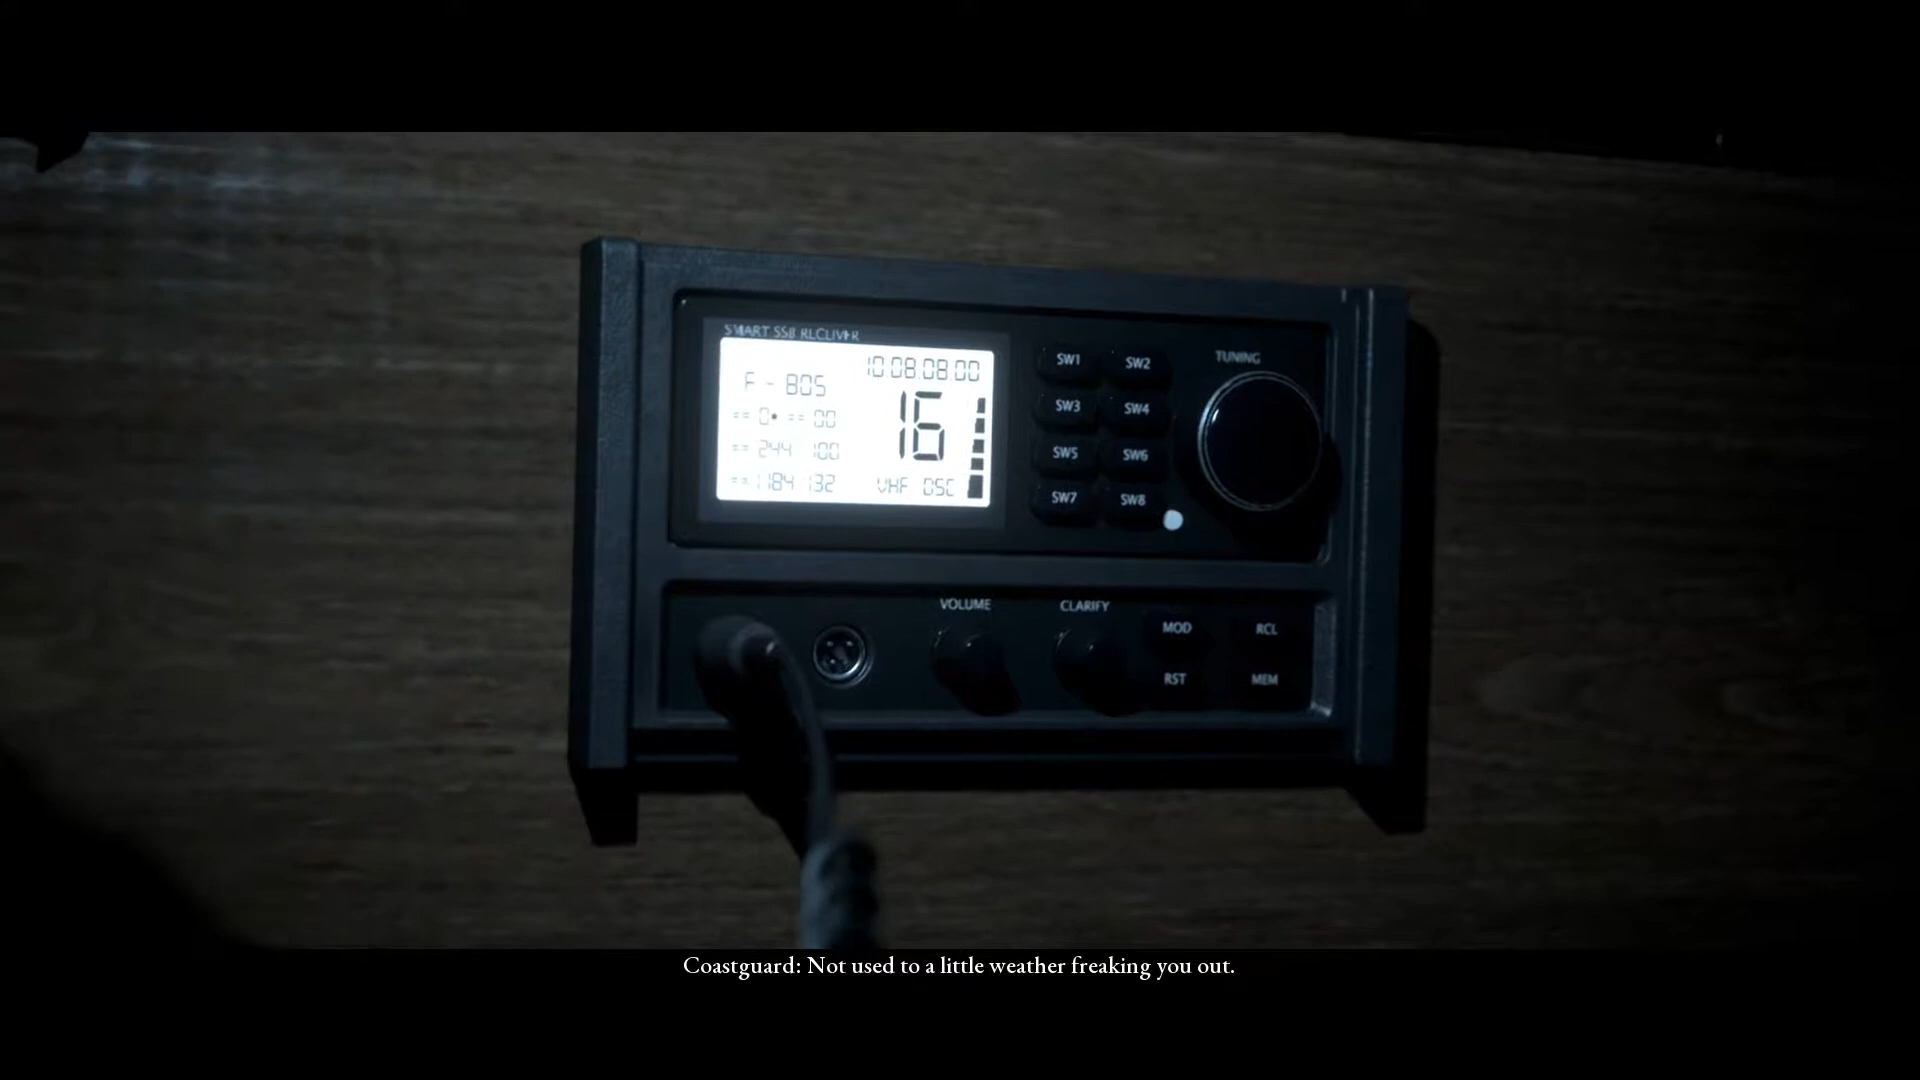 SMART SSB RECEIVER
10:08.08:00
F - 805
16
== 0• == 00
== 244 100
== 1184 132
VHF DSC
SW1 SW2
SW3 SW4
SW5 SW6
SW7 SW8
TUNING
VOLUME
CLARIFY
MOD RCL
RST MEM
Coastguard: Not used to a little weather freaking you out.